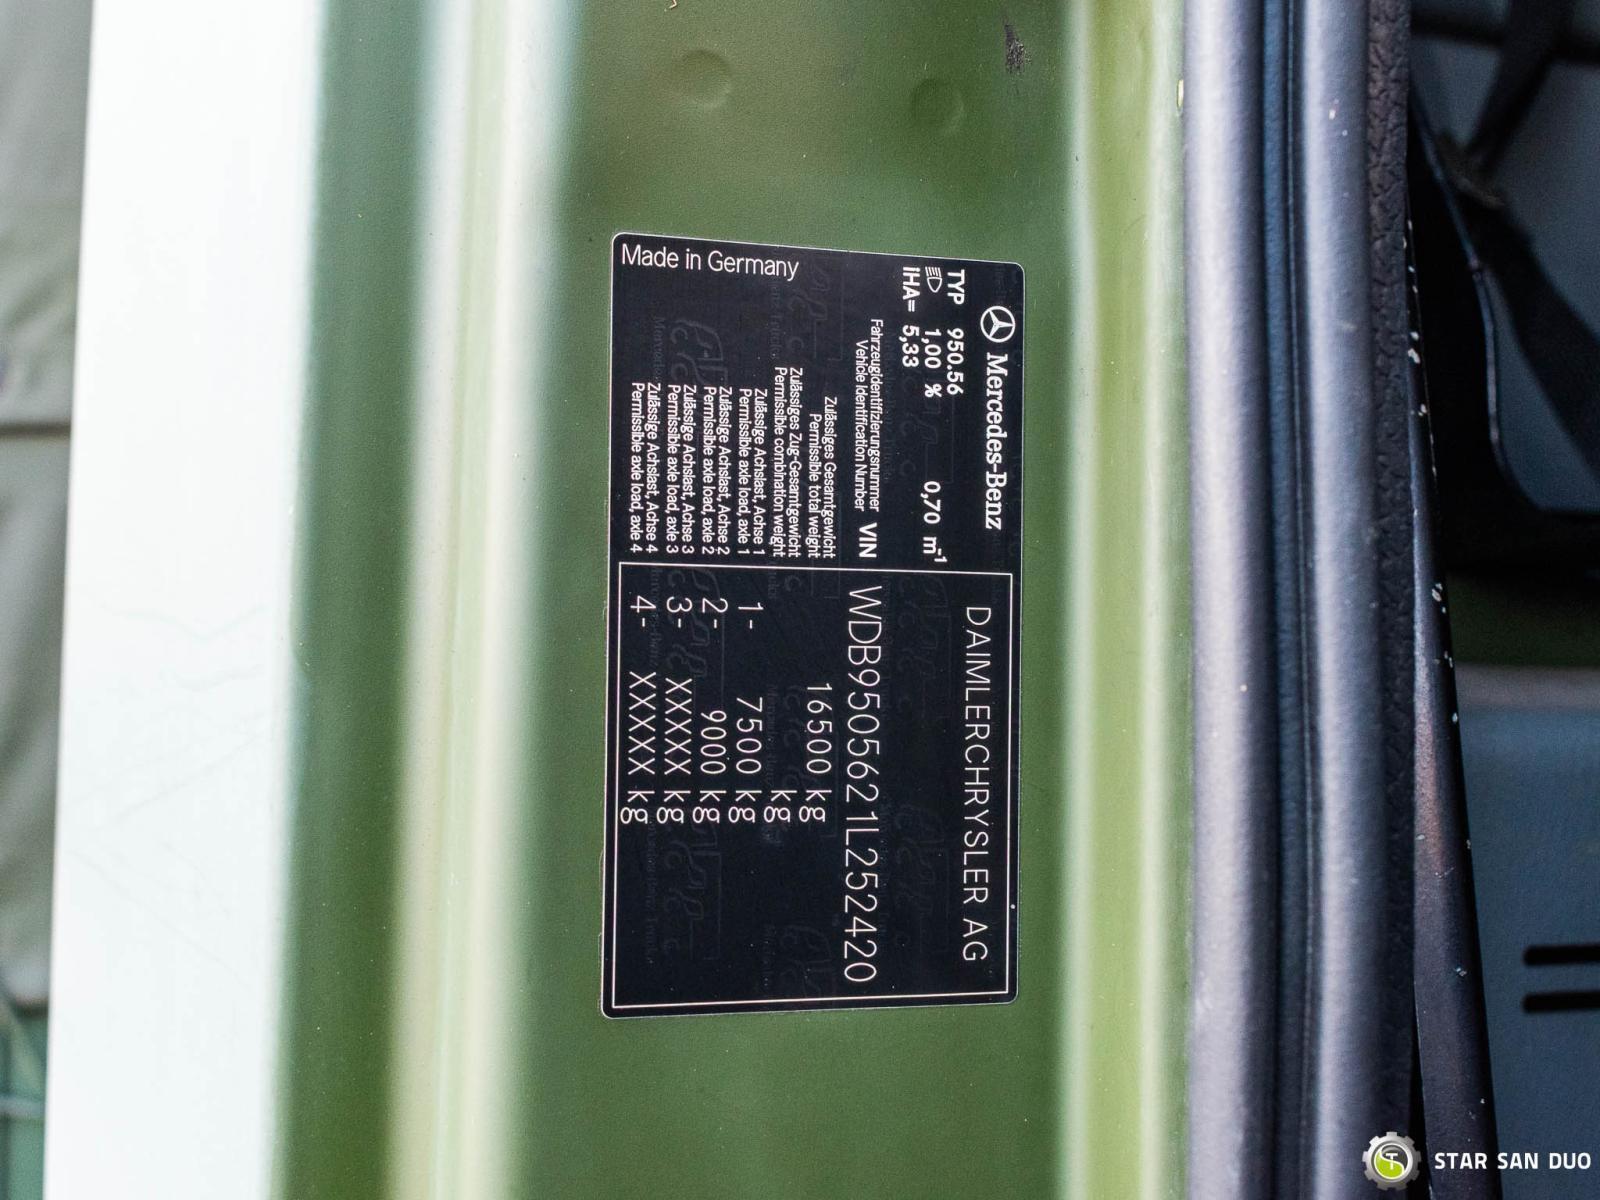 Mercedes-Benz
TYP 950.56
1,00 % 0,70 m-1
iHA= 5,33
DAIMLERCHRYSLER AG
Fahrzeugidentifizierungsnummer
Vehicle Identification Number
VIN
WDB9505621L252420
Zulässiges Gesamtgewicht
Permissible total weight
16500 kg
Zulässiges Zug-Gesamtgewicht
Permissible combination weight
kg
Zulässige Achslast, Achse 1
Permissible axle load, axle 1
1- 7500 kg
Zulässige Achslast, Achse 2
Permissible axle load, axle 2
2- 9000 kg
Zulässige Achslast, Achse 3
Permissible axle load, axle 3
3- XXXXX kg
Zulässige Achslast, Achse 4
Permissible axle load, axle 4
4- XXXXX kg
Made in Germany
STAR SAN DUO